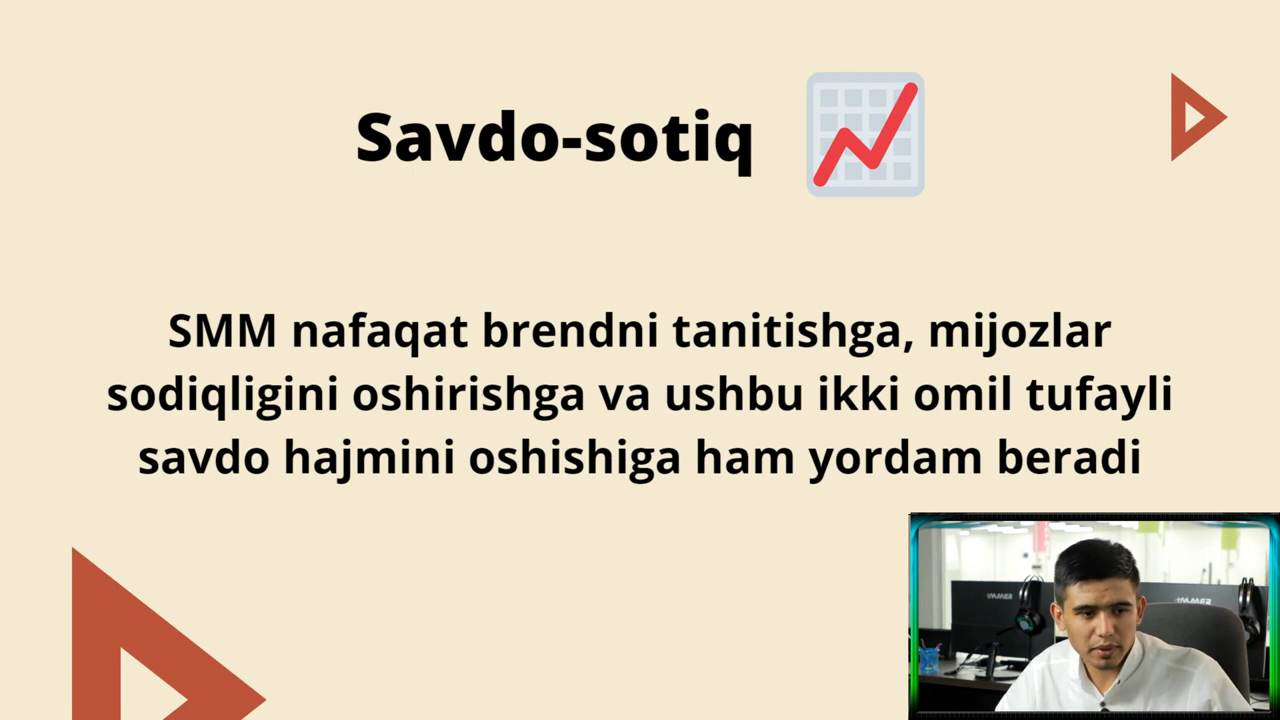 Savdo-sotiq
SMM nafaqat brendni tanitishga, mijozlar
sodiqligini oshirishga va ushbu ikki omil tufayli
savdo hajmini oshishiga ham yordam beradi